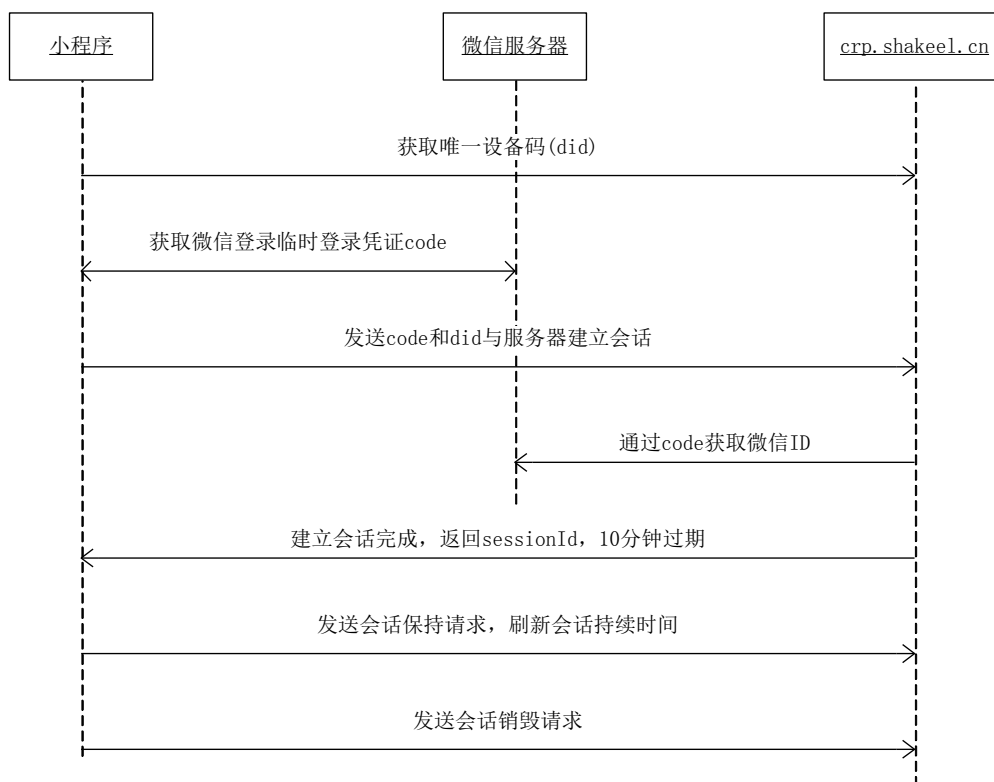 小程序
微信服务器
crp.shakeel.cn
获取唯一设备码(did)
获取微信登录临时登录凭证code
发送code和did与服务器建立会话
通过code获取微信ID
建立会话完成，返回sessionId，10分钟过期
发送会话保持请求，刷新会话持续时间
发送会话销毁请求